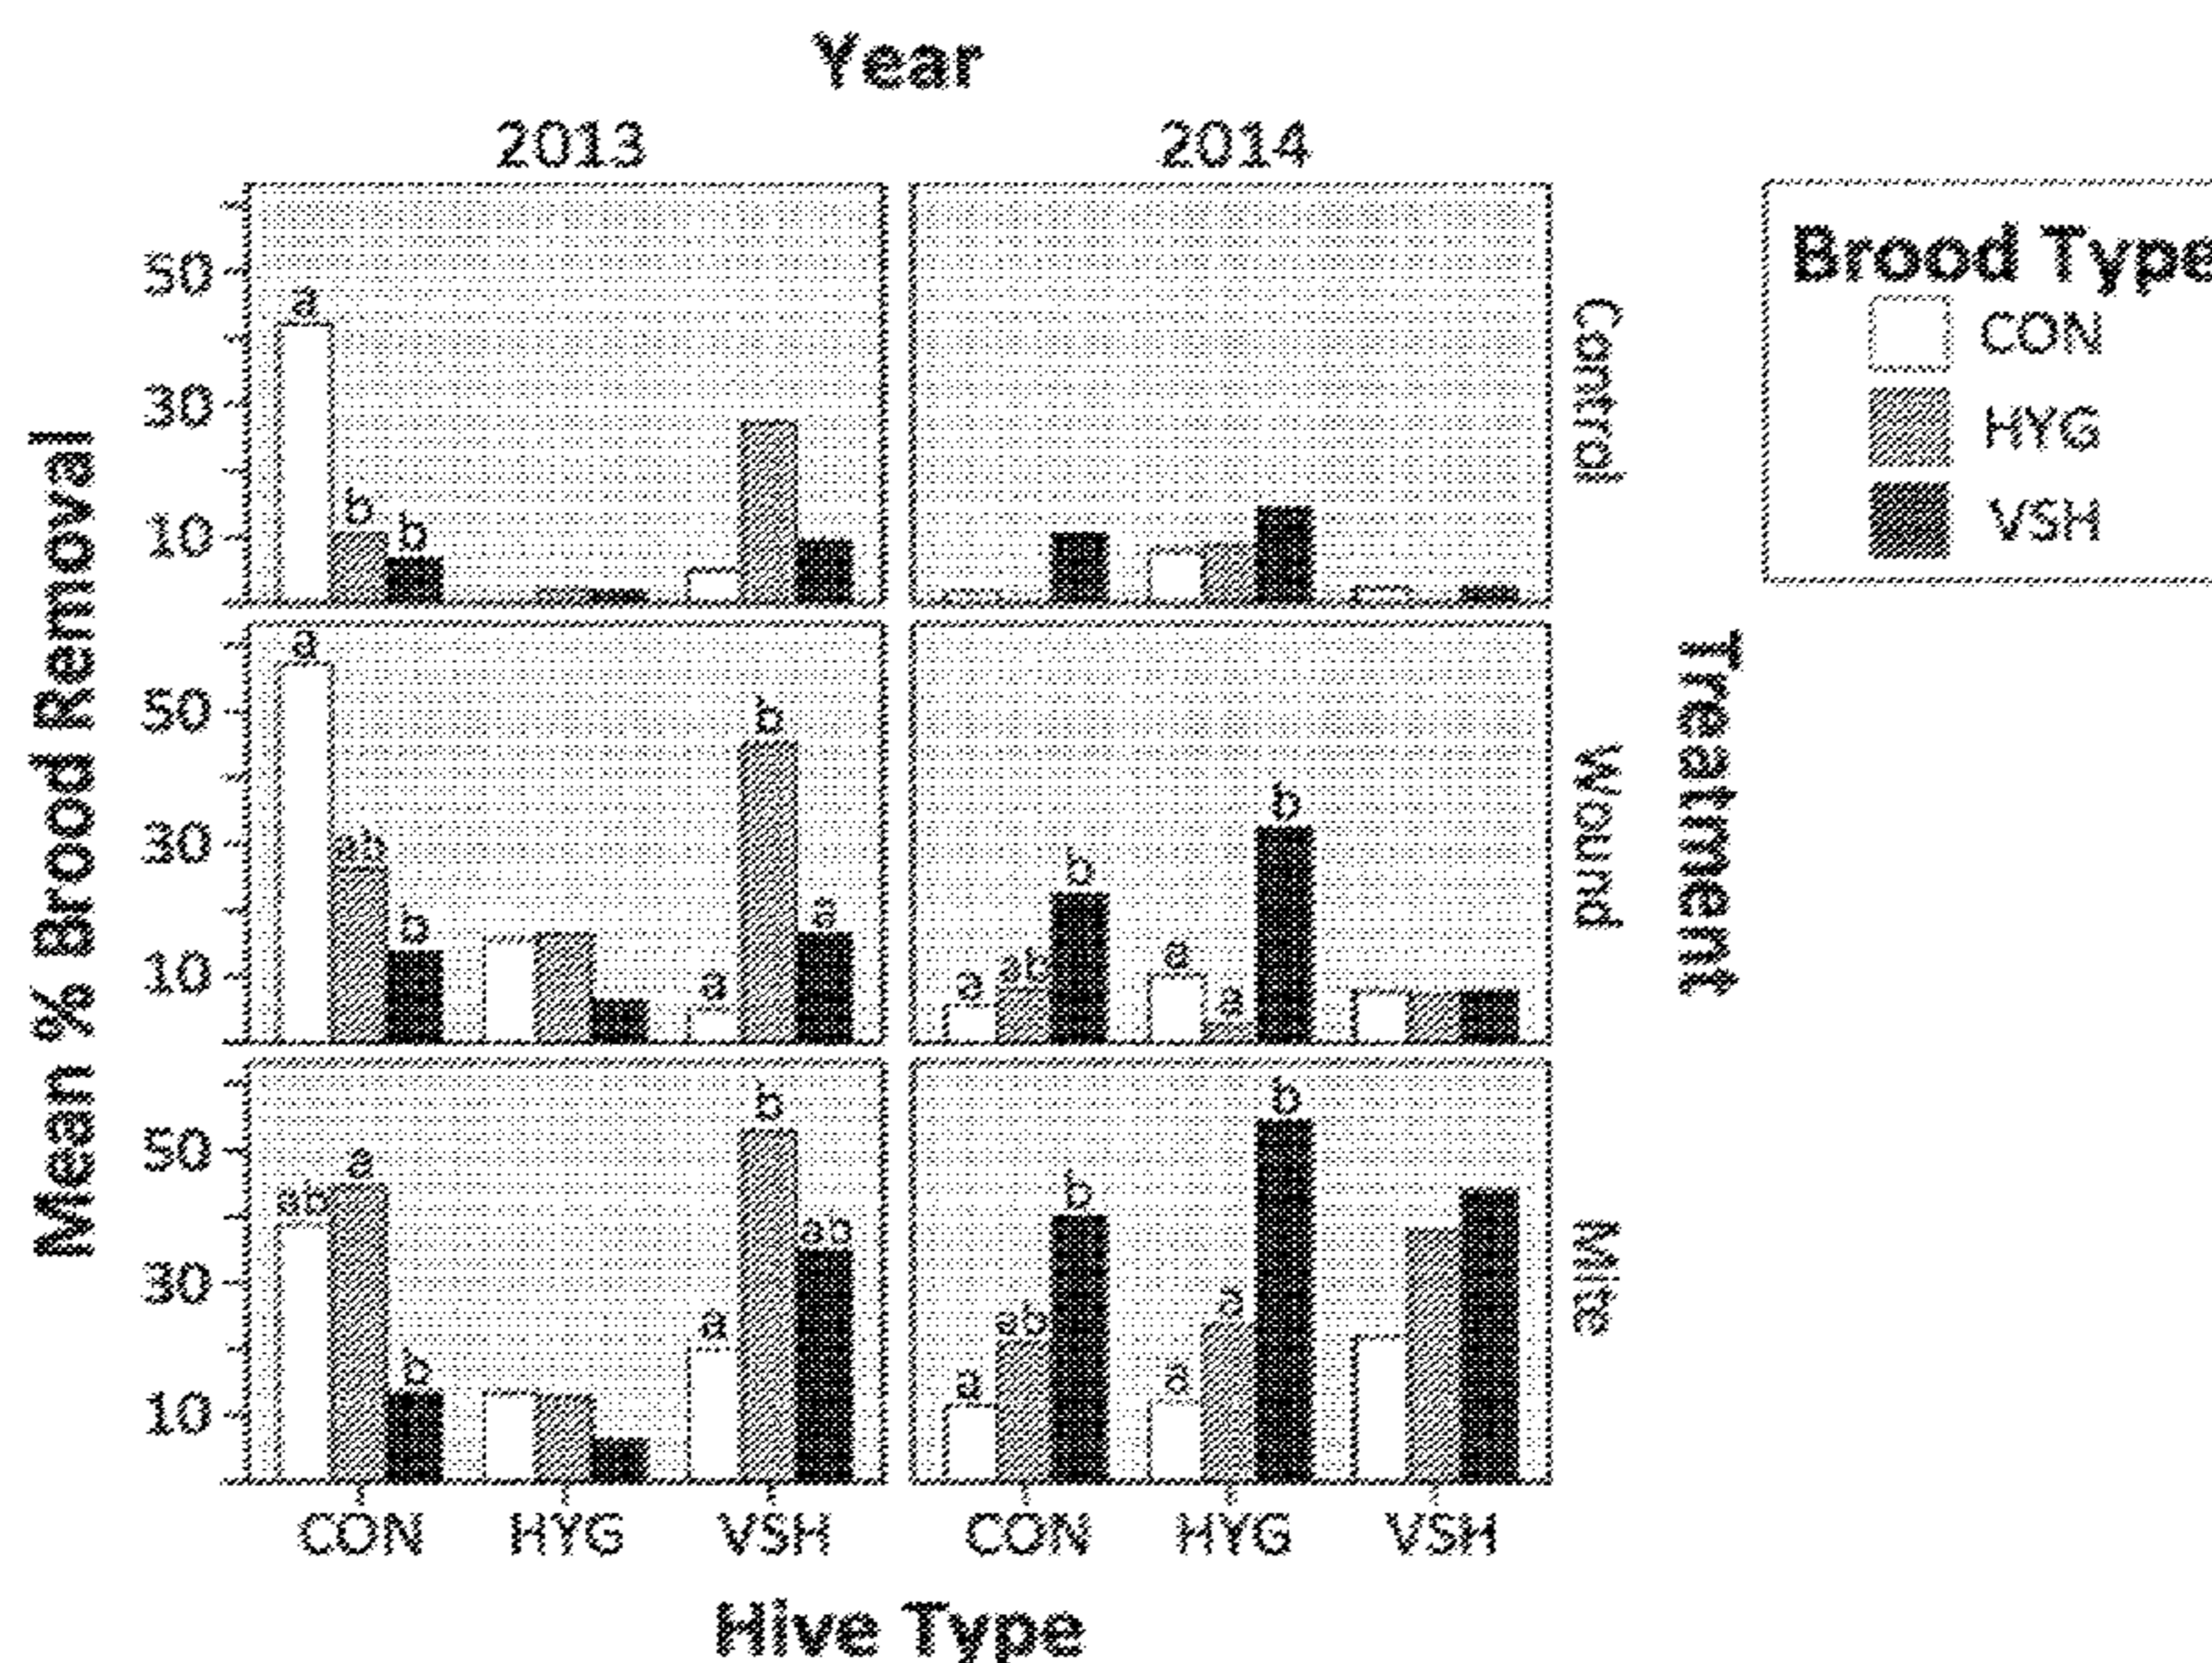 Year
2013 2014
Mean % Brood Removal
50
30
10
a
b
b
Control
50
30
10
a
ab
b
a
b
a
a
ab
b
a
a
b
Wound
50
30
10
ab
a
b
a
b
ab
a
ab
b
a
a
b
Mite
Treatment
CON HYG VSH CON HYG VSH
Hive Type
Brood Type
CON
HYG
VSH